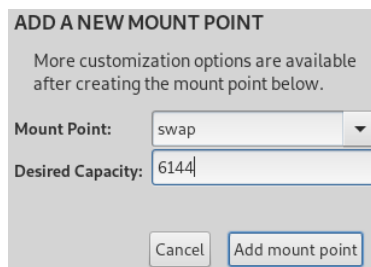 ADD A NEW MOUNT POINT
More customization options are available
after creating the mount point below.
Mount Point: swap
Desired Capacity: 6144
Cancel Add mount point